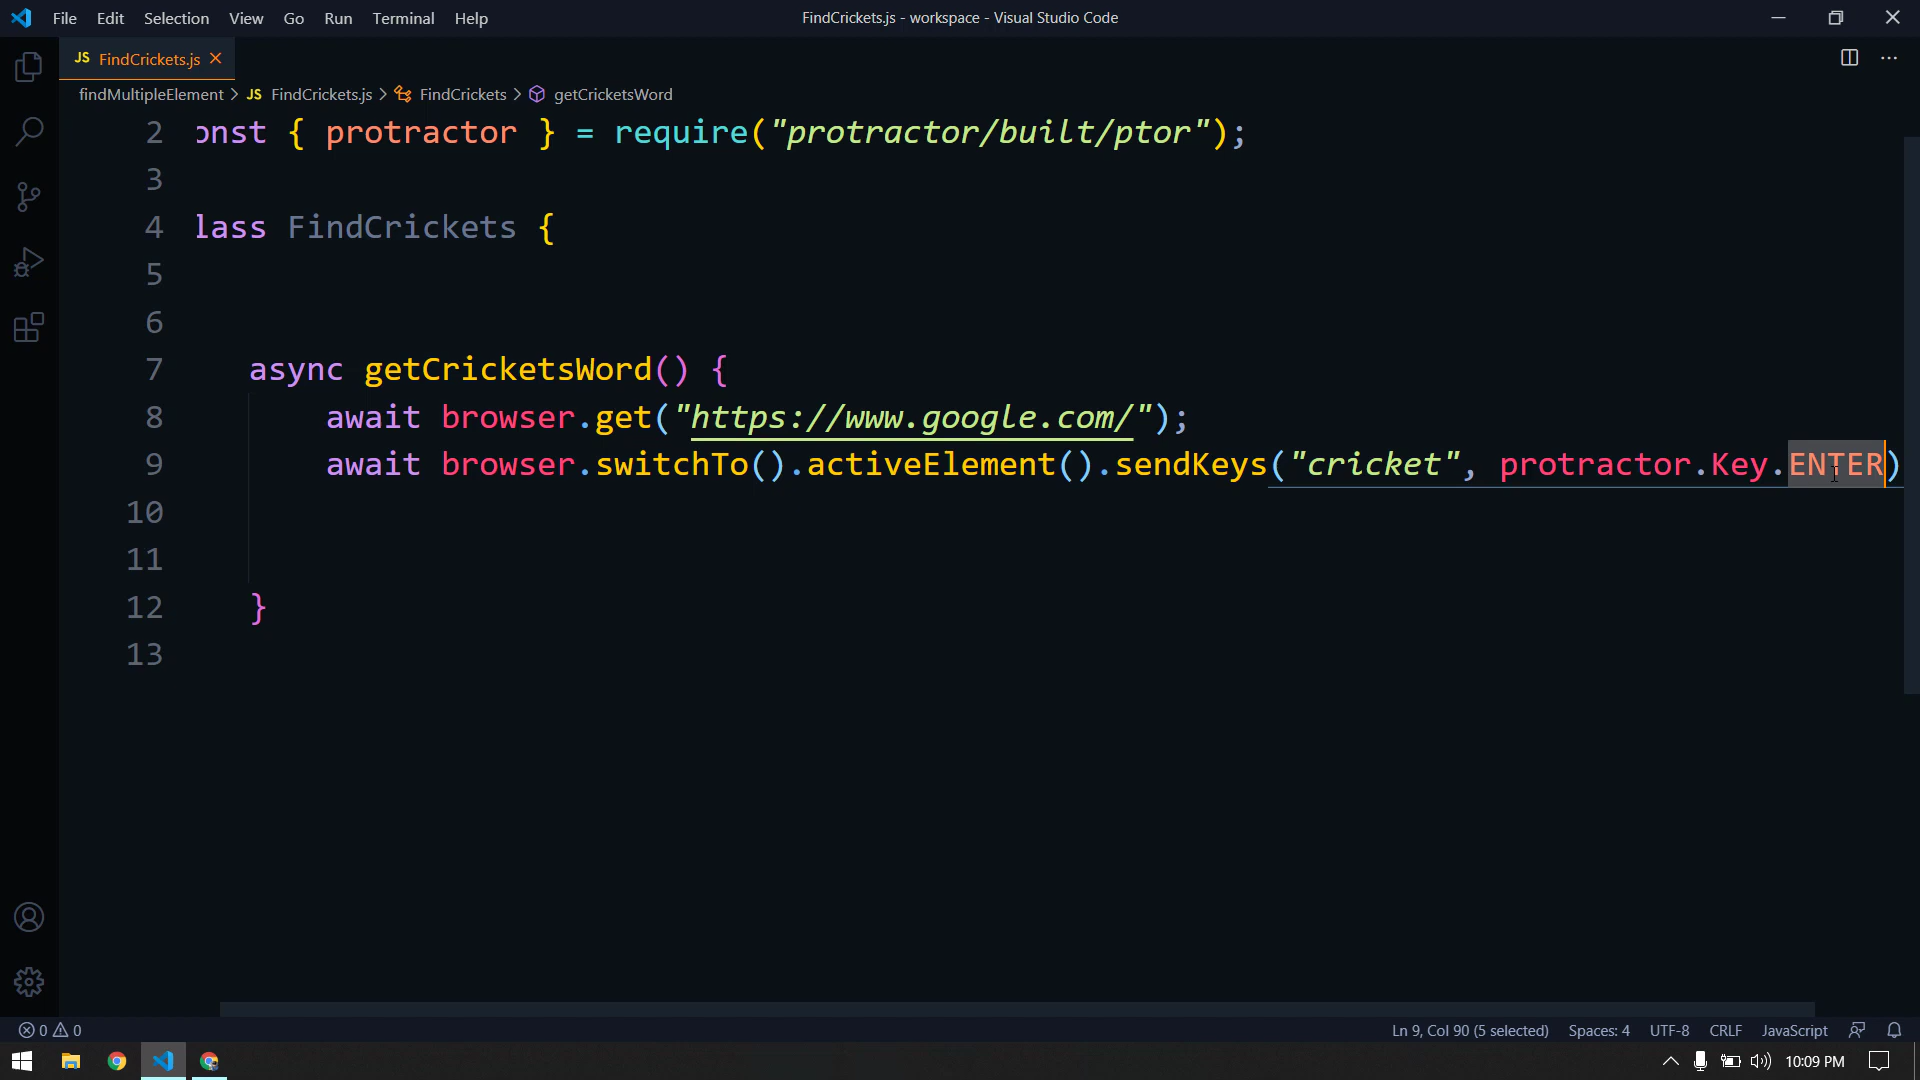 File Edit Selection View Go Run Terminal Help FindCrickets.js - workspace - Visual Studio Code
JS FindCrickets.js
findMultipleElement > JS FindCrickets.js > FindCrickets > getCricketsWord
2 onst { protractor } = require("protractor/built/ptor");
3
4 lass FindCrickets {
5
6
7 async getCricketsWord() {
8 await browser.get("https://www.google.com/");
9 await browser.switchTo().activeElement().sendKeys("cricket", protractor.Key.ENTER)
10
11
12 }
13
0 0 Ln 9, Col 90 (5 selected) Spaces: 4 UTF-8 CRLF JavaScript
10:09 PM